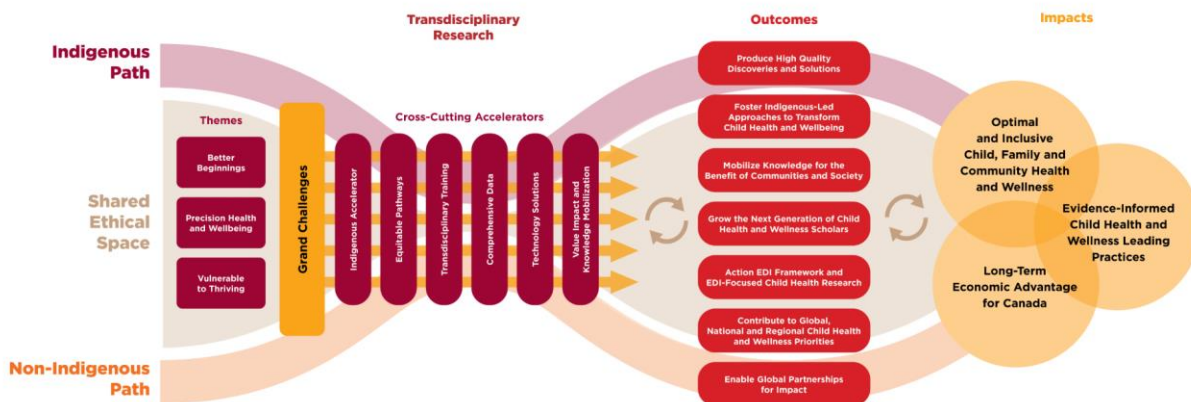 Transdisciplinary
Research
Outcomes
Impacts
Indigenous
Path
Shared
Ethical
Space
Non-Indigenous
Path
Themes
Better
Beginnings
Precision Health
and Wellbeing
Vulnerable
to Thriving
Grand Challenges
Cross-Cutting Accelerators
Indigenous Accelerator
Equitable Pathways
Transdisciplinary Training
Comprehensive Data
Technology Solutions
Value Impact and
Knowledge Mobilization
Produce High Quality
Discoveries and Solutions
Foster Indigenous-Led
Approaches to Transform
Child Health and Wellbeing
Mobilize Knowledge for the
Benefit of Communities and Society
Grow the Next Generation of Child
Health and Wellness Scholars
Action EDI Framework and
EDI-Focused Child Health Research
Contribute to Global,
National and Regional Child Health
and Wellness Priorities
Enable Global Partnerships
for Impact
Optimal
and Inclusive
Child, Family and
Community Health
and Wellness
Evidence-Informed
Child Health and
Wellness Leading
Practices
Long-Term
Economic Advantage
for Canada